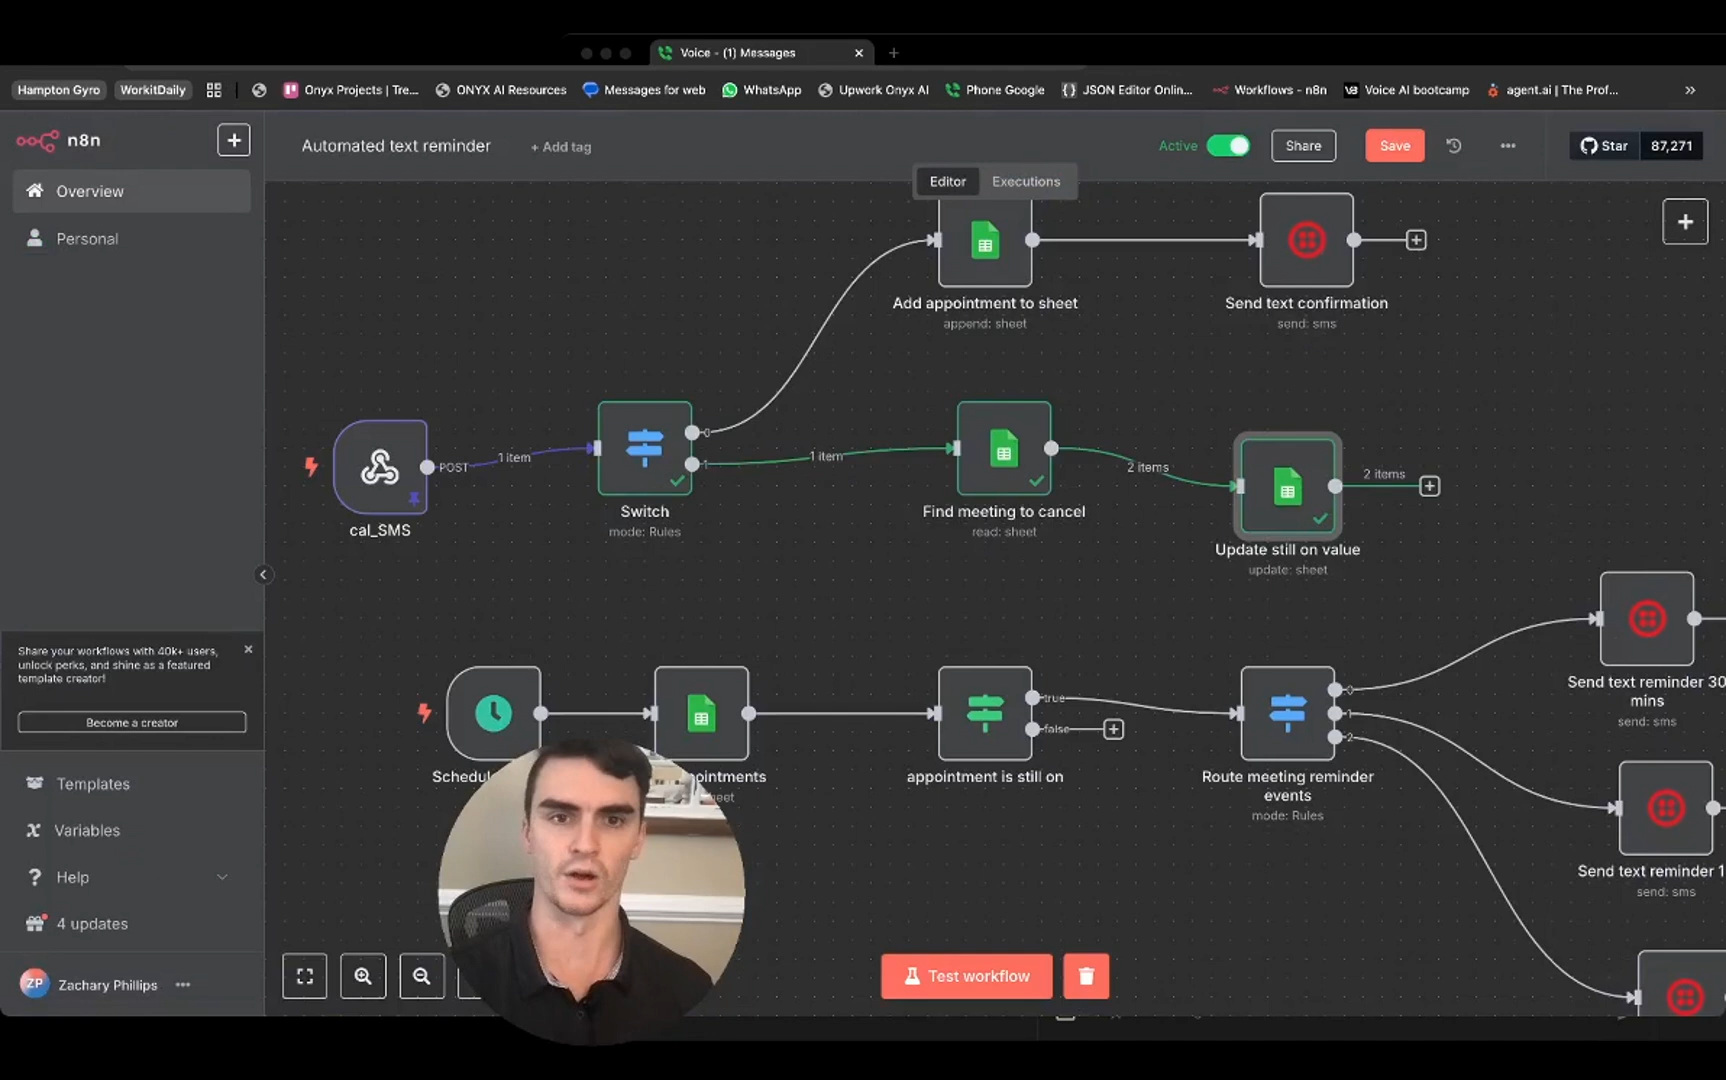 Voice - (1) Messages
Hampton Gyro
WorkitDaily
Onyx Projects | Tre...
ONYX AI Resources
Messages for web
WhatsApp
Upwork Onyx AI
Phone Google
JSON Editor Onlin...
Workflows - n8n
VB
Voice AI bootcamp
agent.ai | The Prof...
n8n
Automated text reminder
+ Add tag
Active
Share
Save
Star
87,271
Editor
Executions
Overview
Personal
Add appointment to sheet
append: sheet
Send text confirmation
send: sms
POST
1 item
0
1
1 item
2 items
2 items
cal_SMS
Switch
mode: Rules
Find meeting to cancel
read: sheet
Update still on value
update: sheet
Share your workflows with 40k+ users,
unlock perks, and shine as a featured
template creator!
Become a creator
true
false
0
1
2
Send text reminder 30
mins
send: sms
appointment is still on
Route meeting reminder
events
mode: Rules
Send text reminder 1
send: sms
Templates
Variables
Help
4 updates
ZP
Zachary Phillips
Test workflow